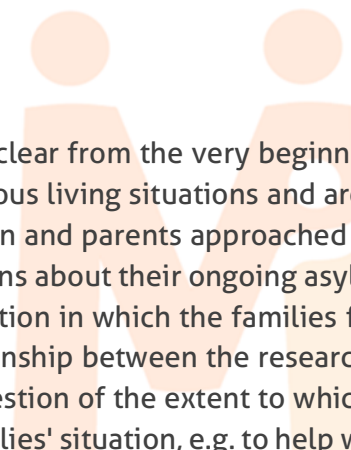 clear from the very beginn
ous living situations and ar
n and parents approached
ns about their ongoing asyl
tion in which the families f
nship between the researc
estion of the extent to whic
lies' situation, e.g. to help w